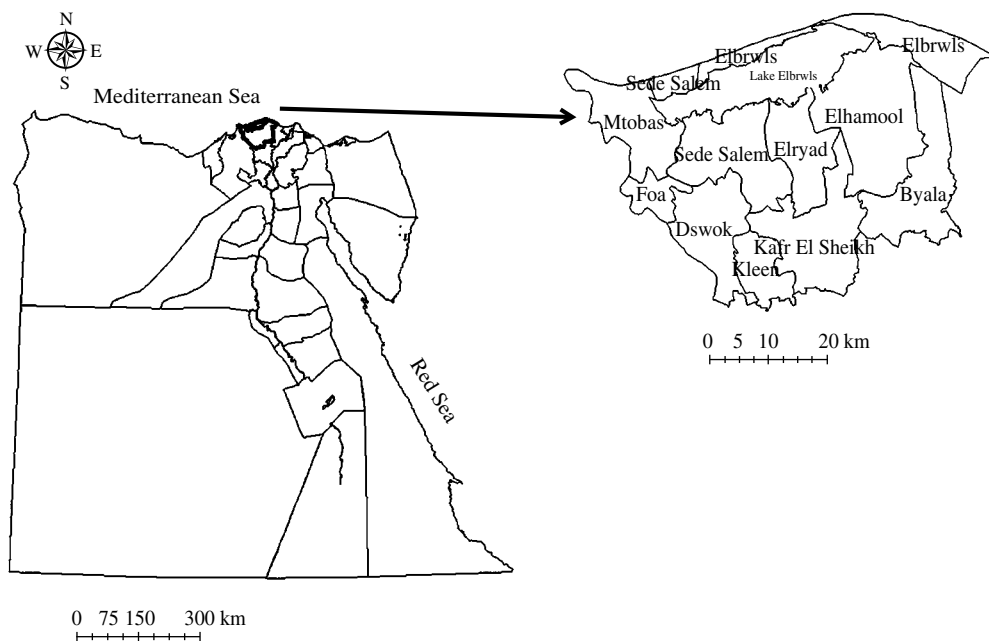 N
W E
S
Mediterranean Sea
Red Sea
0 75 150 300 km
Elbrwls
Elbrwls
Sede Salem
Lake Elbrwls
Mtobas
Elhamool
Sede Salem
Elryad
Foa
Byala
Dswok
Kafr El Sheikh
Kleen
0 5 10 20 km